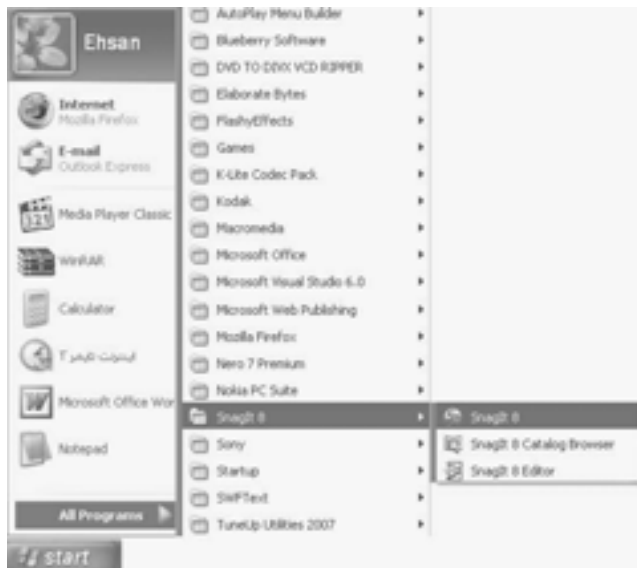 Ehsan
Internet
Mozilla Firefox
E-mail
Outlook Express
Media Player Classic
WinRAR
Calculator
اینترنت تایمر T
Microsoft Office Wor
Notepad
All Programs
start
AutoPlay Menu Builder
Blueberry Software
DVD TO DIVX VCD RIPPER
Elaborate Bytes
FlashyEffects
Games
K-Lite Codec Pack
Kodak
Macromedia
Microsoft Office
Microsoft Visual Studio 6.0
Microsoft Web Publishing
Mozilla Firefox
Nero 7 Premium
Nokia PC Suite
SnagIt 8
Sony
Startup
SWFText
TuneUp Utilities 2007
SnagIt 8
SnagIt 8 Catalog Browser
SnagIt 8 Editor